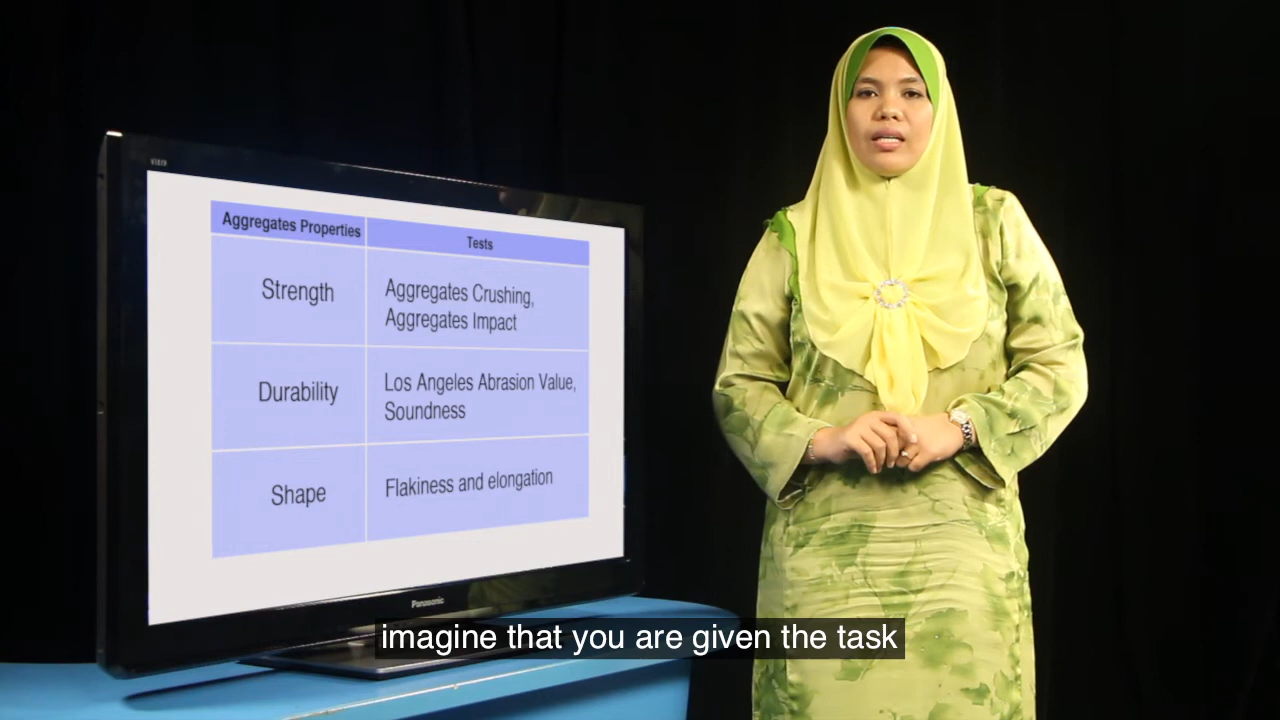 VIERA
Aggregates Properties
Tests
Strength
Aggregates Crushing,
Aggregates Impact
Durability
Los Angeles Abrasion Value,
Soundness
Shape
Flakiness and elongation
Panasonic
imagine that you are given the task